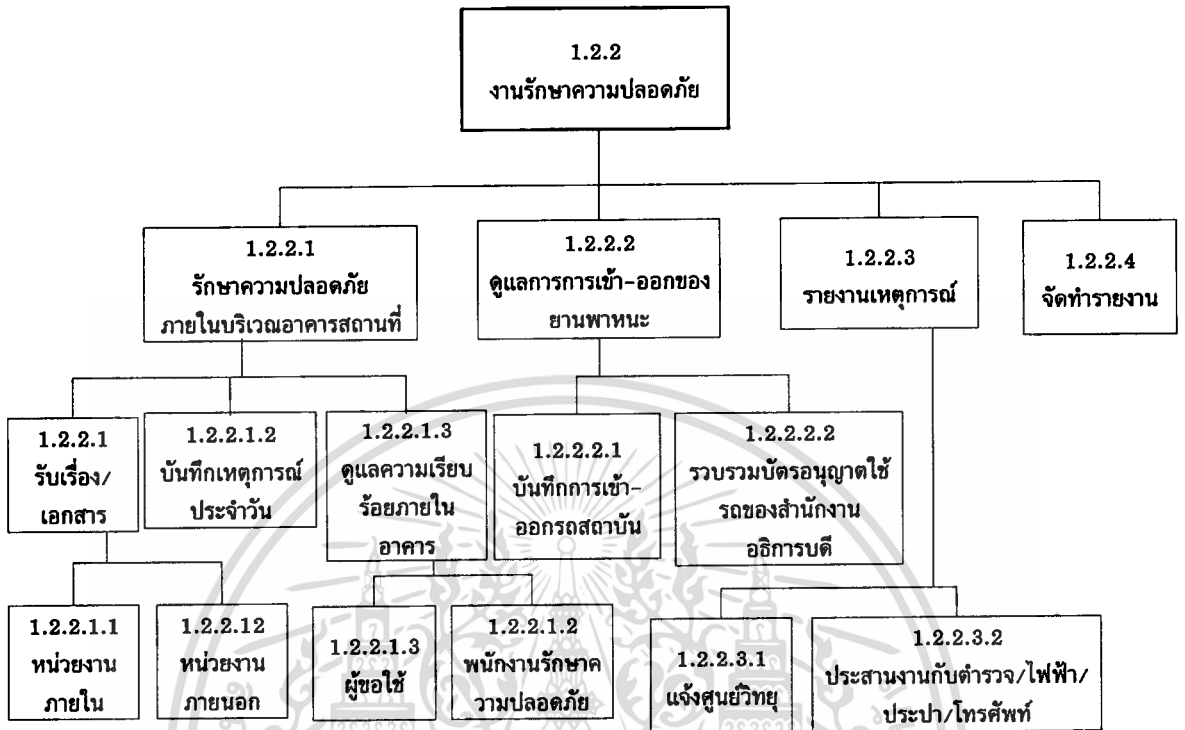 1.2.2
งานรักษาความปลอดภัย
1.2.2.1
รักษาความปลอดภัย
ภายในบริเวณอาคารสถานที่
1.2.2.2
ดูแลการการเข้า-ออกของ
ยานพาหนะ
1.2.2.3
รายงานเหตุการณ์
1.2.2.4
จัดทำรายงาน
1.2.2.1
รับเรื่อง/
เอกสาร
1.2.2.1.2
บันทึกเหตุการณ์
ประจำวัน
1.2.2.1.3
ดูแลความเรียบ
ร้อยภายใน
อาคาร
1.2.2.2.1
บันทึกการเข้า-
ออกรถสถาบัน
1.2.2.2.2
รวบรวมบัตรอนุญาตใช้
รถของสำนักงาน
อธิการบดี
1.2.2.1.1
หน่วยงาน
ภายใน
1.2.2.12
หน่วยงาน
ภายนอก
1.2.2.1.3
ผู้ขอใช้
1.2.2.1.2
พนักงานรักษาค
วามปลอดภัย
1.2.2.3.1
แจ้งศูนย์วิทยุ
1.2.2.3.2
ประสานงานกับตำรวจ/ไฟฟ้า/
ประปา/โทรศัพท์